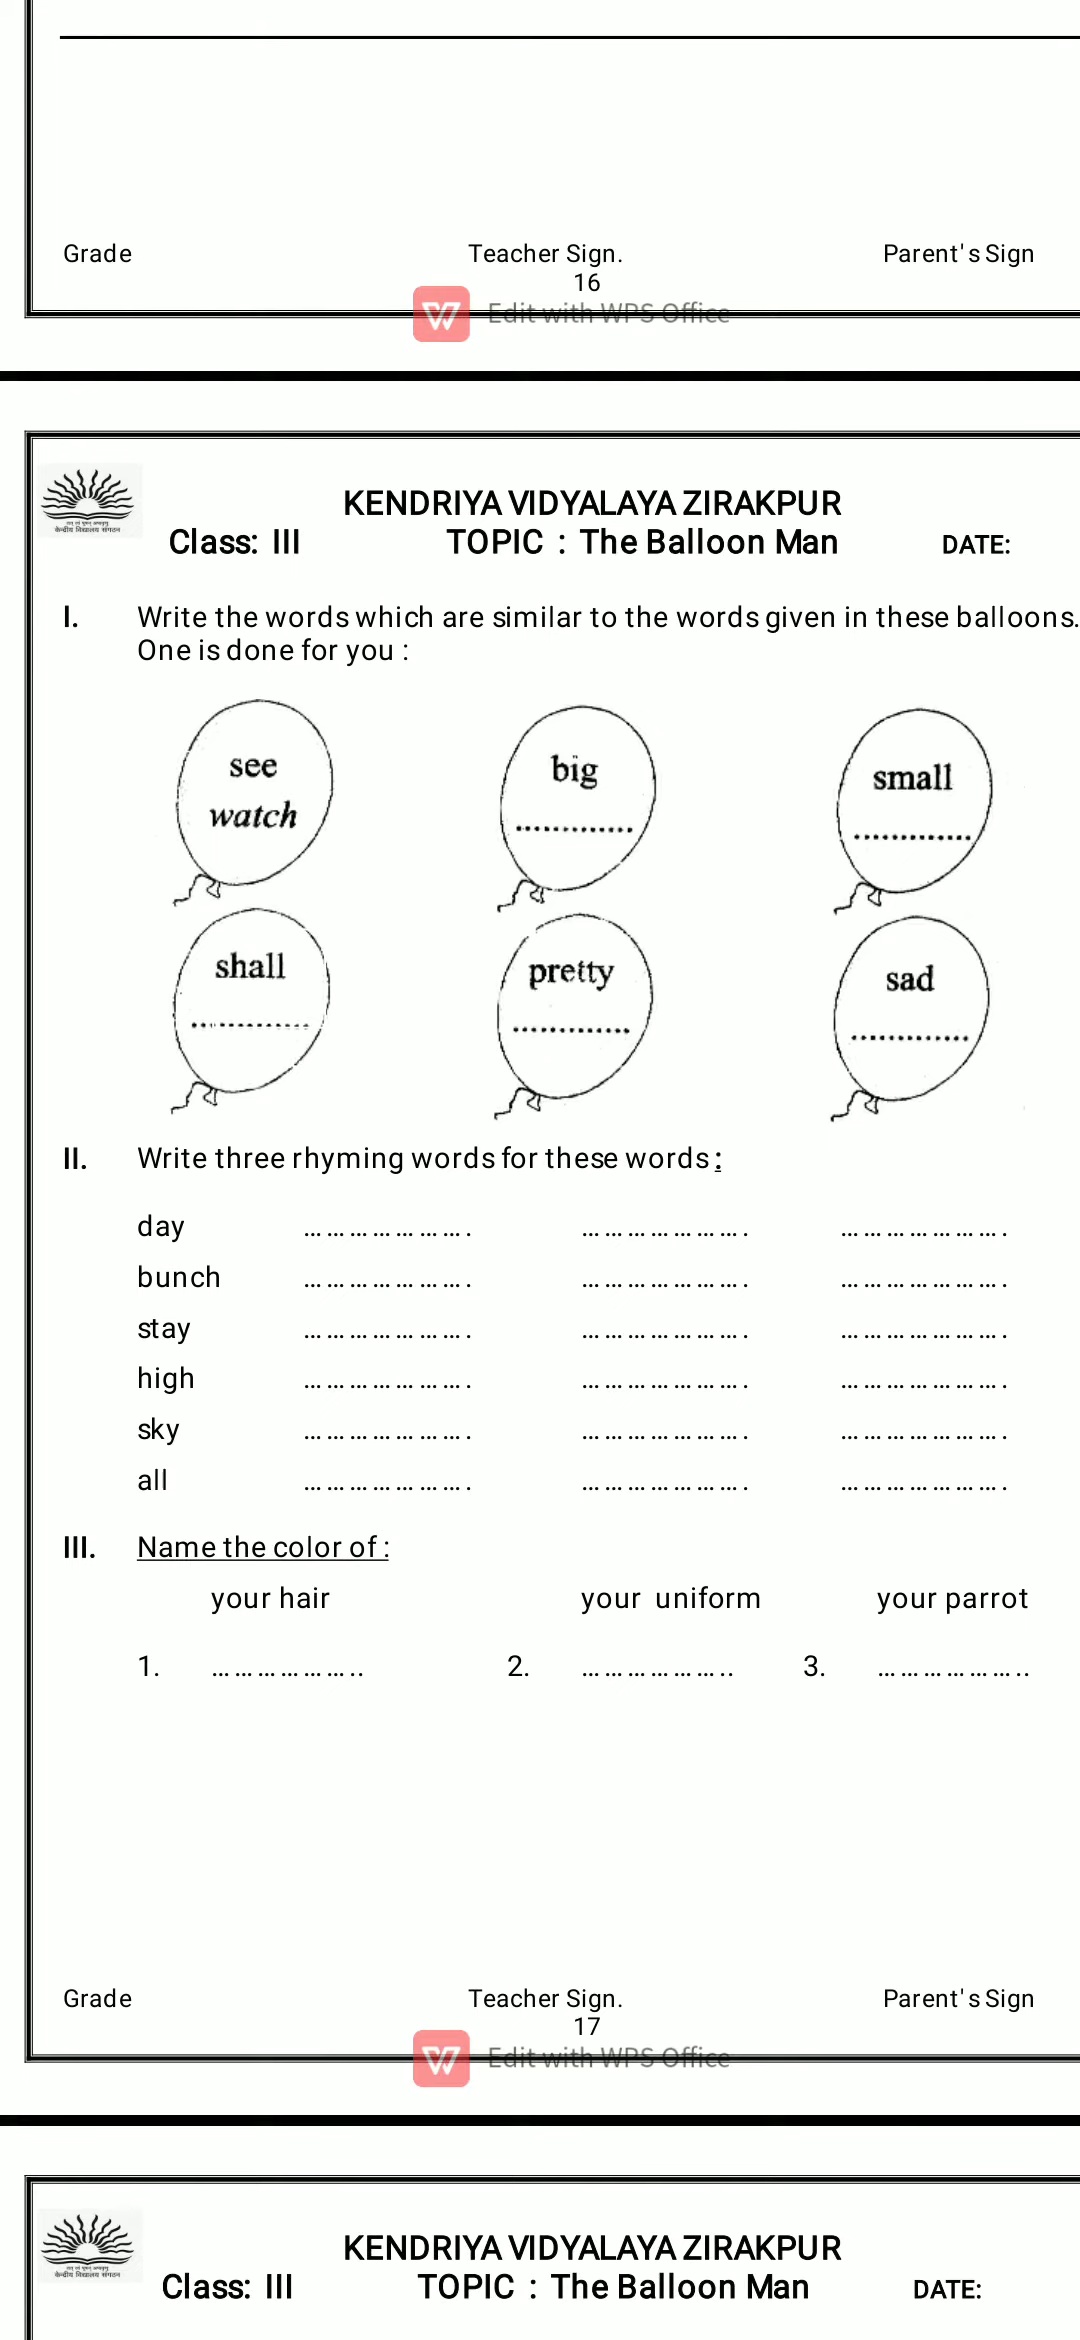 Grade Teacher Sign. Parent's Sign
16
Edit with WPS Office
KENDRIYA VIDYALAYA ZIRAKPUR
केन्द्रीय विद्यालय संगठन
Class: III TOPIC : The Balloon Man DATE:
I. Write the words which are similar to the words given in these balloons.
One is done for you :
see big small
watch ............. .............
shall pretty sad
............. ............. .............
II. Write three rhyming words for these words :
day … … … … … … . … … … … … … . … … … … … … .
bunch … … … … … … . … … … … … … . … … … … … … .
stay … … … … … … . … … … … … … . … … … … … … .
high … … … … … … . … … … … … … . … … … … … … .
sky … … … … … … . … … … … … … . … … … … … … .
all … … … … … … . … … … … … … . … … … … … … .
III. Name the color of :
your hair your uniform your parrot
1. … … … … … .. 2. … … … … … .. 3. … … … … … ..
Grade Teacher Sign. Parent's Sign
17
Edit with WPS Office
KENDRIYA VIDYALAYA ZIRAKPUR
केन्द्रीय विद्यालय संगठन
Class: III TOPIC : The Balloon Man DATE: